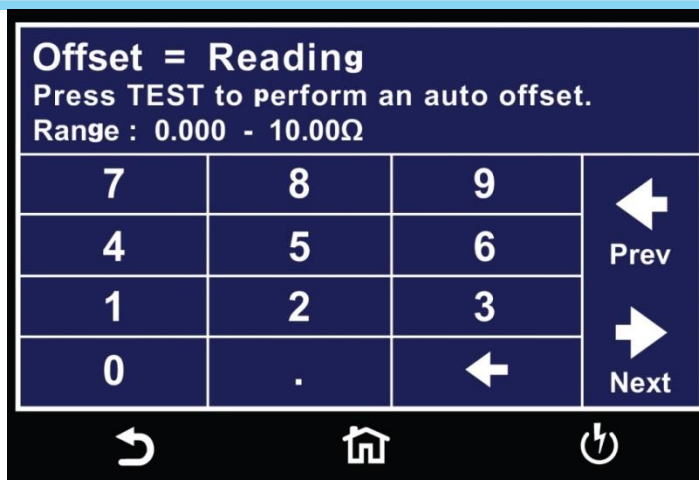 Offset = Reading
Press TEST to perform an auto offset.
Range : 0.000 - 10.00Ω
7 8 9
4 5 6 Prev
1 2 3
0 . Next